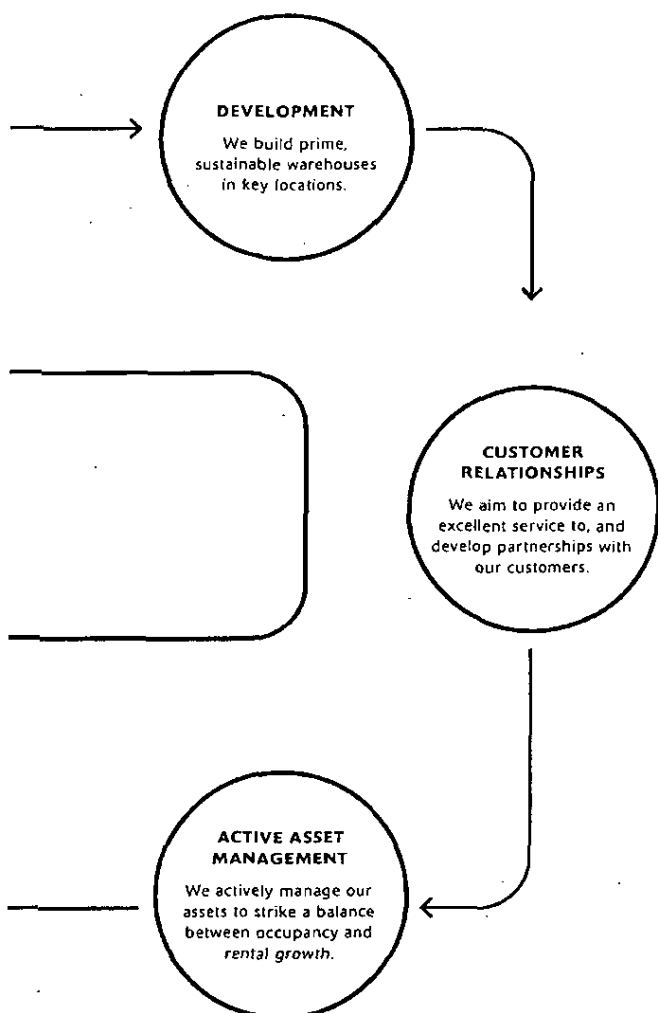 DEVELOPMENT
We build prime,
sustainable warehouses
in key locations.
CUSTOMER
RELATIONSHIPS
We aim to provide an
excellent service to, and
develop partnerships with
our customers.
ACTIVE ASSET
MANAGEMENT
We actively manage our
assets to strike a balance
between occupancy and
rental growth.